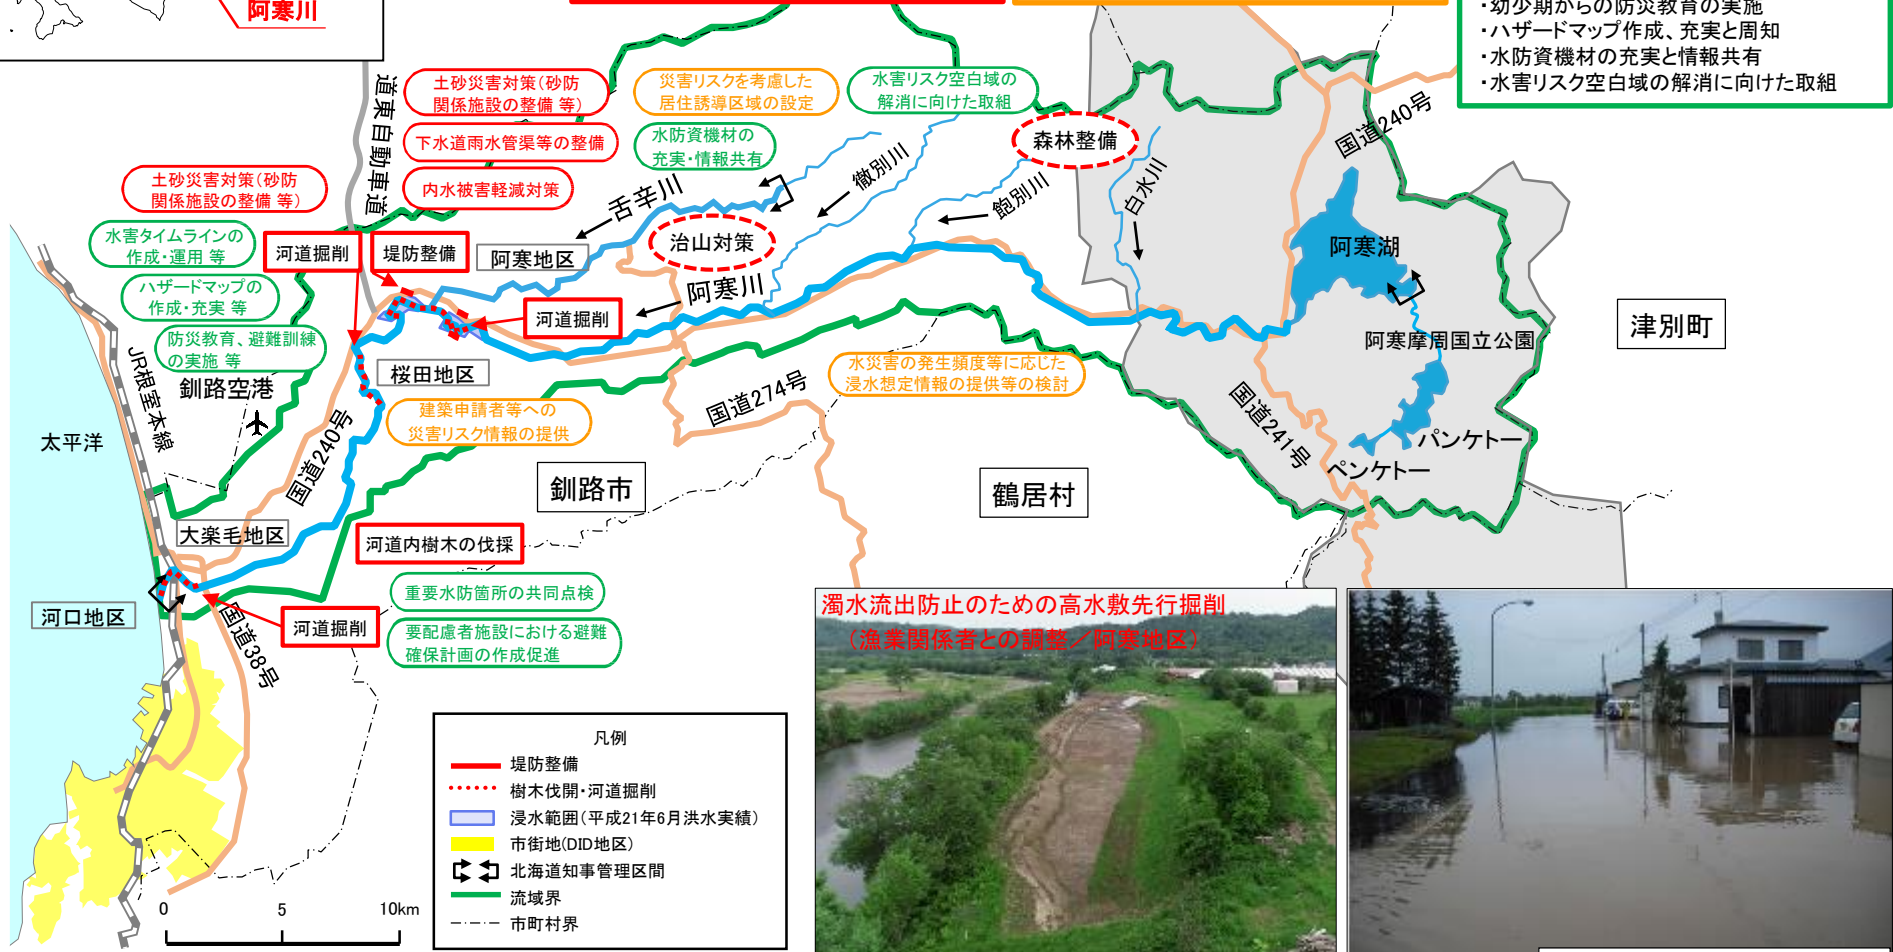 阿寒川
・幼少期からの防災教育の実施
・ハザードマップ作成、充実と周知
・水防資機材の充実と情報共有
・水害リスク空白域の解消に向けた取組
道東自動車道
土砂災害対策(砂防
関係施設の整備 等)
下水道雨水管渠等の整備
内水被害軽減対策
災害リスクを考慮した
居住誘導区域の設定
水防資機材の
充実・情報共有
水害リスク空白域の
解消に向けた取組
森林整備
国道240号
土砂災害対策(砂防
関係施設の整備 等)
水害タイムラインの
作成・運用 等
ハザードマップの
作成・充実 等
防災教育、避難訓練
の実施 等
河道掘削
堤防整備
阿寒地区
舌辛川
治山対策
徹別川
飽別川
白水川
阿寒川
河道掘削
阿寒湖
阿寒摩周国立公園
津別町
JR根室本線
釧路空港
桜田地区
水災害の発生頻度等に応じた
浸水想定情報の提供等の検討
国道274号
国道241号
パンケトー
ペンケトー
建築申請者等への
災害リスク情報の提供
太平洋
国道240号
釧路市
鶴居村
大楽毛地区
河道内樹木の伐採
重要水防箇所の共同点検
河口地区
国道38号
河道掘削
要配慮者施設における避難
確保計画の作成促進
濁水流出防止のための高水敷先行掘削
(漁業関係者との調整／阿寒地区)
凡例
堤防整備
樹木伐開・河道掘削
浸水範囲(平成21年6月洪水実績)
市街地(DID地区)
北海道知事管理区間
流域界
市町村界
0 5 10km